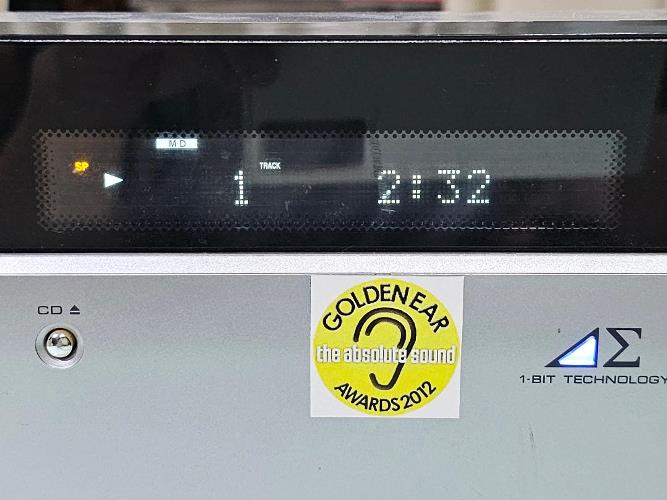 MD
SP
TRACK
1 2:32
CD
GOLDEN EAR
the absolute sound
AWARDS 2012
ΔΣ
1-BIT TECHNOLOGY